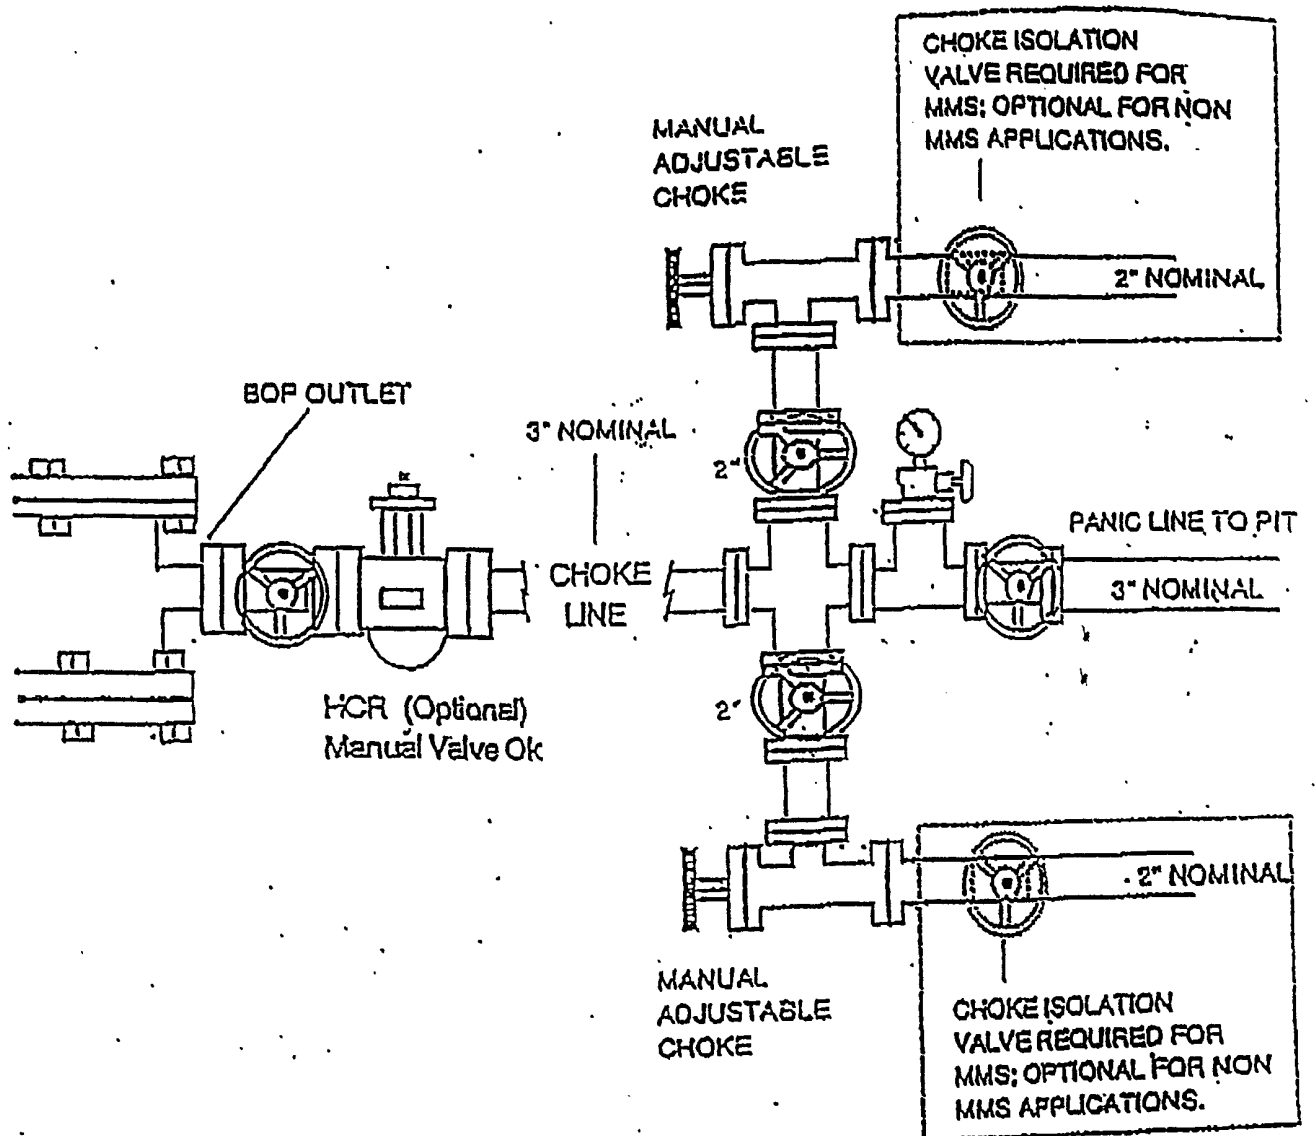 CHOKE ISOLATION
VALVE REQUIRED FOR
MMS; OPTIONAL FOR NON
MMS APPLICATIONS.
MANUAL
ADJUSTABLE
CHOKE
2" NOMINAL
BOP OUTLET
3" NOMINAL
2"
PANIC LINE TO PIT
CHOKE
LINE
3" NOMINAL
HCR (Optional)
Manual Valve Ok
2"
2" NOMINAL
MANUAL
ADJUSTABLE
CHOKE
CHOKE ISOLATION
VALVE REQUIRED FOR
MMS; OPTIONAL FOR NON
MMS APPLICATIONS.